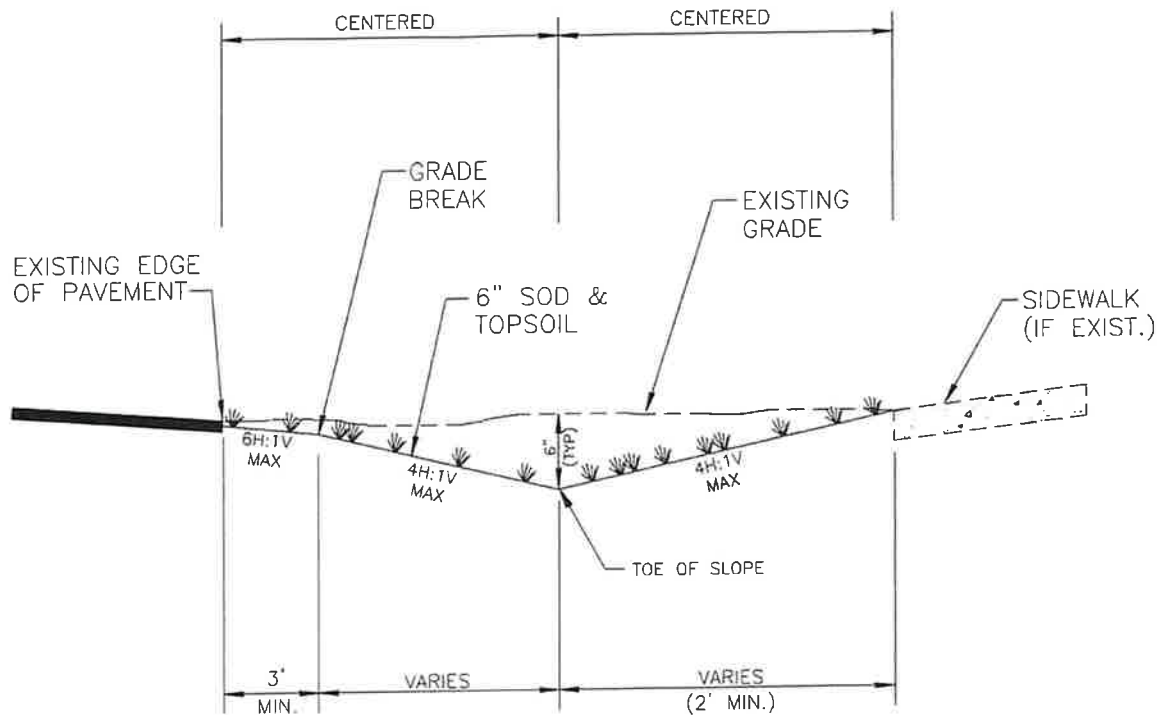 CENTERED
CENTERED
GRADE
BREAK
EXISTING
GRADE
EXISTING EDGE
OF PAVEMENT
6" SOD &
TOPSOIL
SIDEWALK
(IF EXIST.)
6H:1V
MAX
4H:1V
MAX
6"
(TYP)
4H:1V
MAX
TOE OF SLOPE
3'
MIN.
VARIES
VARIES
(2' MIN.)